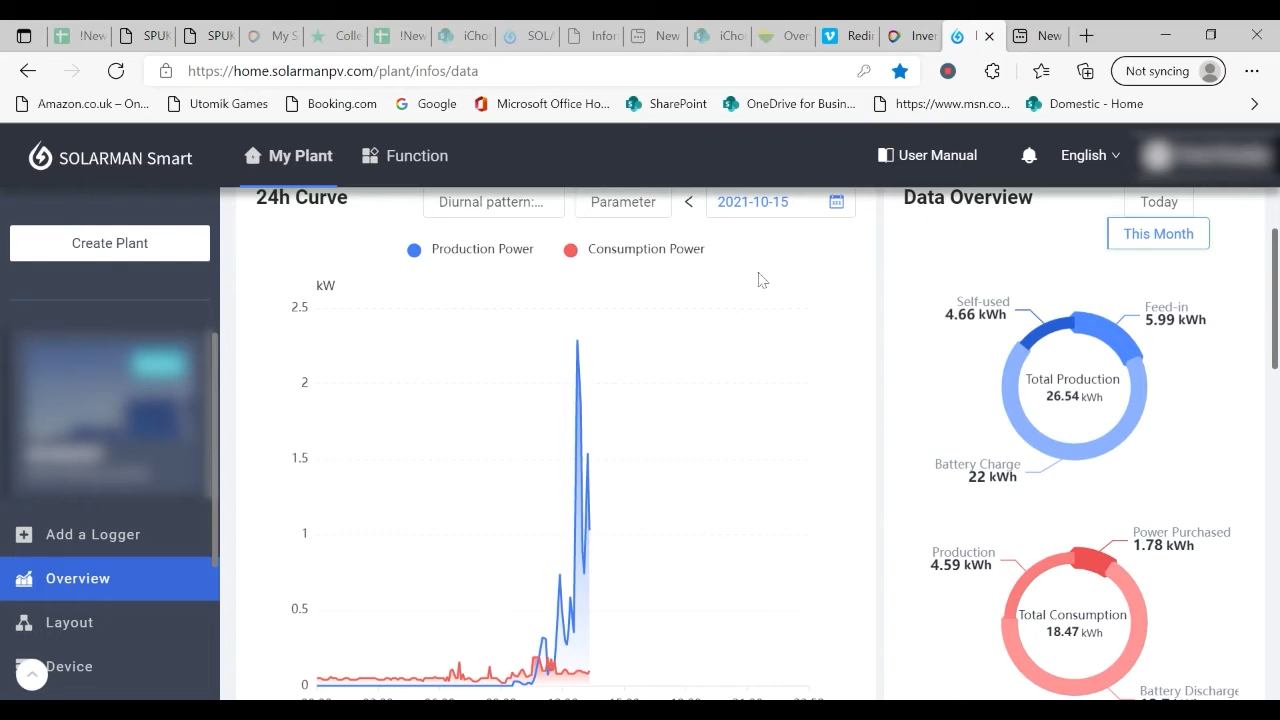 !New
SPUK
SPUK
My S
Colle
!New
iCho
SOLA
Infor
New
iCho
Over
Redir
Inver
I
New
https://home.solarmanpv.com/plant/infos/data
Not syncing
Amazon.co.uk – On...
Utomik Games
Booking.com
Google
Microsoft Office Ho...
SharePoint
OneDrive for Busin...
https://www.msn.co...
Domestic - Home
SOLARMAN Smart
My Plant
Function
User Manual
English
Create Plant
Add a Logger
Overview
Layout
Device
24h Curve
Diurnal pattern:...
Parameter
2021-10-15
Production Power
Consumption Power
kW
2.5
2
1.5
1
0.5
0
Data Overview
Today
This Month
Self-used
4.66 kWh
Feed-in
5.99 kWh
Total Production
26.54 kWh
Battery Charge
22 kWh
Power Purchased
1.78 kWh
Production
4.59 kWh
Total Consumption
18.47 kWh
Battery Discharge